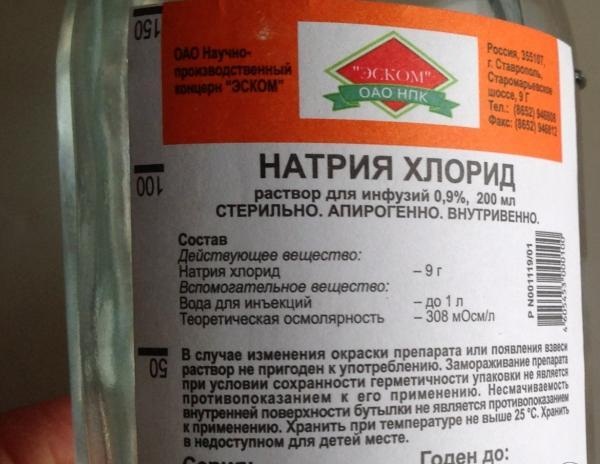 150
ОАО Научно-
производственный
концерн "ЭСКОМ"
"ЭСКОМ"
ОАО НПК
Россия, 355107,
г. Ставрополь,
Старомарьевское
шоссе, 9 Г
Тел.: (8652) 946808
Факс: (8652) 946812
НАТРИЯ ХЛОРИД
раствор для инфузий 0,9%, 200 мл
СТЕРИЛЬНО. АПИРОГЕННО. ВНУТРИВЕННО.
100
Состав
Действующее вещество:
Натрия хлорид – 9 г
Вспомогательное вещество:
Вода для инъекций – до 1 л
Теоретическая осмолярность – 308 мОсм/л
Р N001119/01
4 605453 000100
50
В случае изменения окраски препарата или появления взвеси
раствор не пригоден к употреблению. Замораживание препарата
при условии сохранности герметичности упаковки не является
противопоказанием к его применению. Несмачиваемость
внутренней поверхности бутылки не является противопоказанием
к применению. Хранить при температуре не выше 25 °С. Хранить
в недоступном для детей месте.
Годен до: